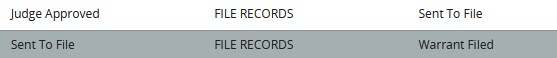 Judge Approved FILE RECORDS Sent To File
Sent To File FILE RECORDS Warrant Filed